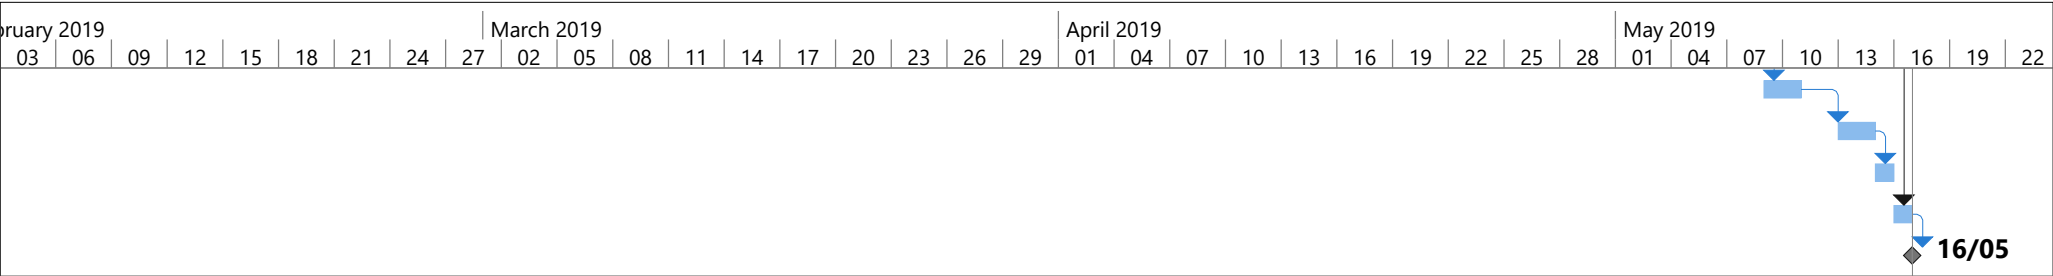 bruary 2019 March 2019 April 2019 May 2019
03 06 09 12 15 18 21 24 27 02 05 08 11 14 17 20 23 26 29 01 04 07 10 13 16 19 22 25 28 01 04 07 10 13 16 19 22
16/05